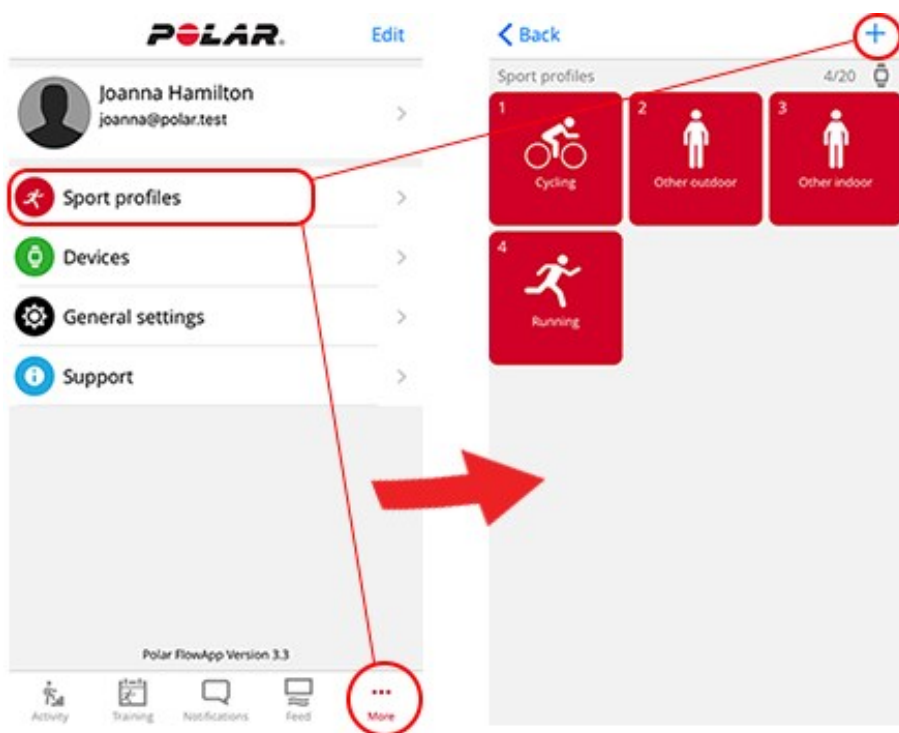 POLAR.
Edit
Joanna Hamilton
joanna@polar.test
Sport profiles
Devices
General settings
Support
Polar FlowApp Version 3.3
Activity
Training
Notifications
Feed
More
Back
Sport profiles
4/20
1
Cycling
2
Other outdoor
3
Other indoor
4
Running